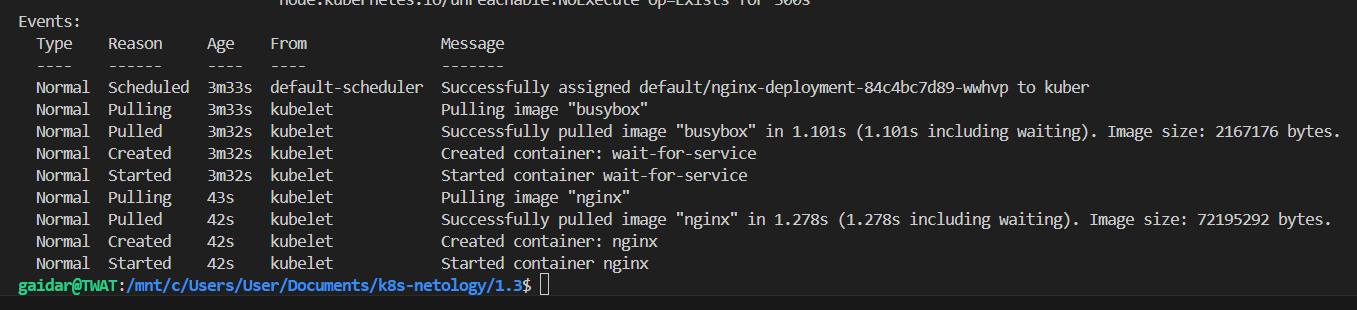 node.kubernetes.io/unreachable:NoExecute op=Exists for 300s
Events:
  Type    Reason     Age    From               Message
  ----    ------     ----   ----               -------
  Normal  Scheduled  3m33s  default-scheduler  Successfully assigned default/nginx-deployment-84c4bc7d89-wwhvp to kuber
  Normal  Pulling    3m33s  kubelet            Pulling image "busybox"
  Normal  Pulled     3m32s  kubelet            Successfully pulled image "busybox" in 1.101s (1.101s including waiting). Image size: 2167176 bytes.
  Normal  Created    3m32s  kubelet            Created container: wait-for-service
  Normal  Started    3m32s  kubelet            Started container wait-for-service
  Normal  Pulling    43s    kubelet            Pulling image "nginx"
  Normal  Pulled     42s    kubelet            Successfully pulled image "nginx" in 1.278s (1.278s including waiting). Image size: 72195292 bytes.
  Normal  Created    42s    kubelet            Created container: nginx
  Normal  Started    42s    kubelet            Started container nginx
gaidar@TWAT:/mnt/c/Users/User/Documents/k8s-netology/1.3$